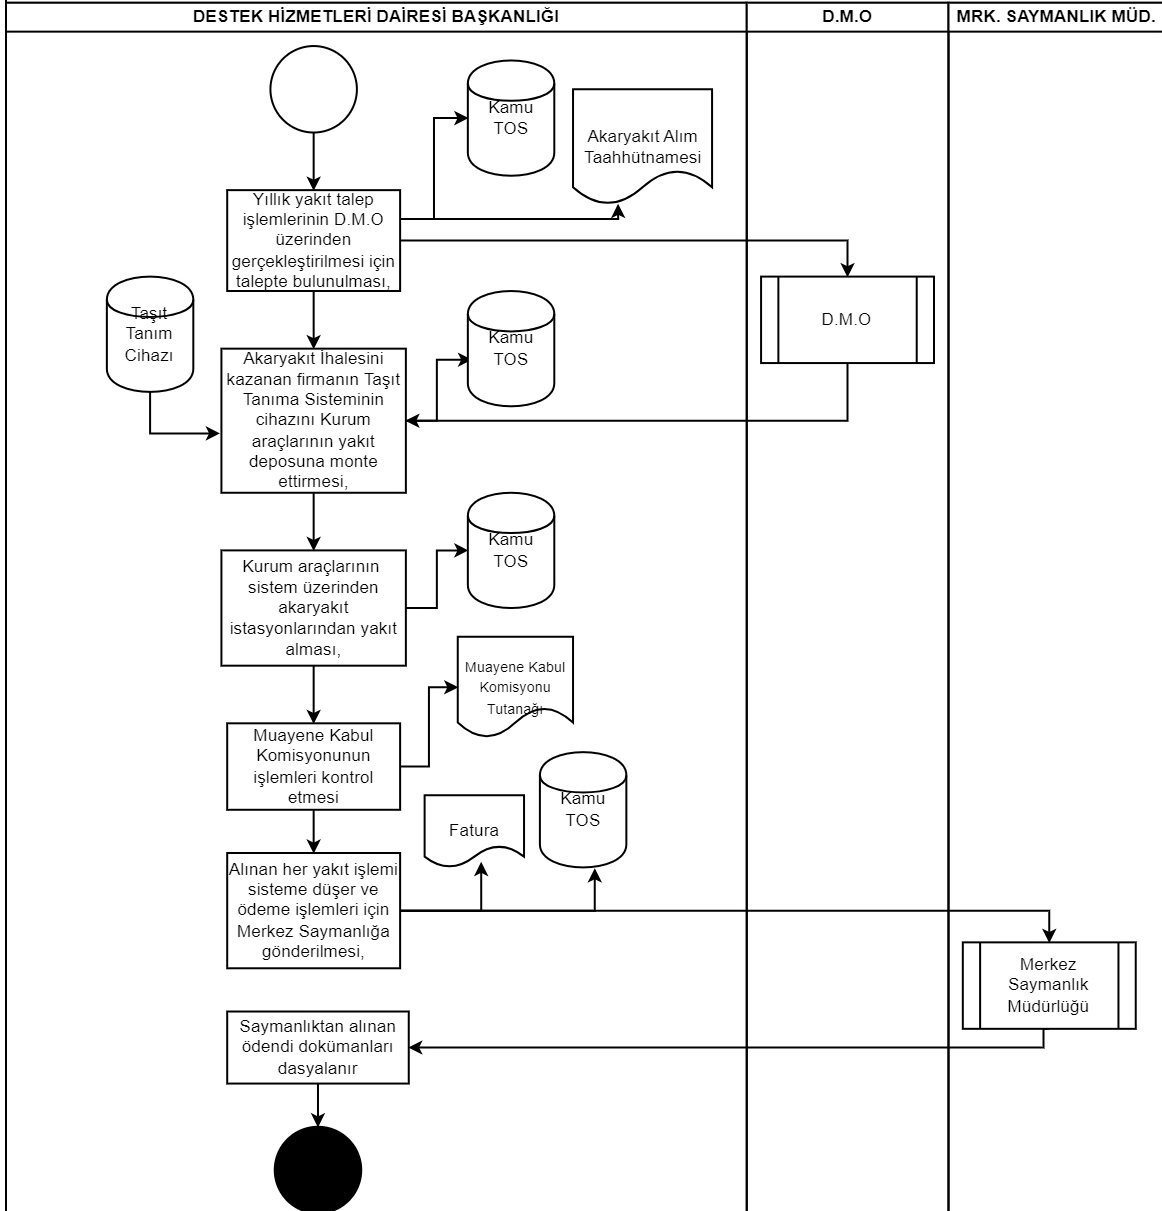 DESTEK HİZMETLERİ DAİRESİ BAŞKANLIĞI
D.M.O
MRK. SAYMANLIK MÜD.
Kamu
TOS
Akaryakıt Alım
Taahhütnamesi
Yıllık yakıt talep
işlemlerinin D.M.O
üzerinden
gerçekleştirilmesi için
talepte bulunulması,
D.M.O
Taşıt
Tanım
Cihazı
Kamu
TOS
Akaryakıt İhalesini
kazanan firmanın Taşıt
Tanıma Sisteminin
cihazını Kurum
araçlarının yakıt
deposuna monte
ettirmesi,
Kamu
TOS
Kurum araçlarının
sistem üzerinden
akaryakıt
istasyonlarından yakıt
alması,
Muayene Kabul
Komisyonu
Tutanağı
Muayene Kabul
Komisyonunun
işlemleri kontrol
etmesi
Fatura
Kamu
TOS
Alınan her yakıt işlemi
sisteme düşer ve
ödeme işlemleri için
Merkez Saymanlığa
gönderilmesi,
Merkez
Saymanlık
Müdürlüğü
Saymanlıktan alınan
ödendi dokümanları
dasyalanır